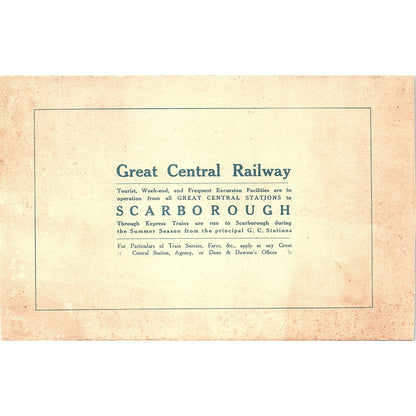 Great Central Railway
Tourist, Week-end, and Frequent Excursion Facilities are in
operation from all GREAT CENTRAL STATIONS to
SCARBOROUGH
Through Express Trains are run to Scarborough during
the Summer Season from the principal G. C. Stations
For Particulars of Train Service, Fares, &c., apply at any Great
:: Central Station, Agency, or Dean & Dawson's Offices ::